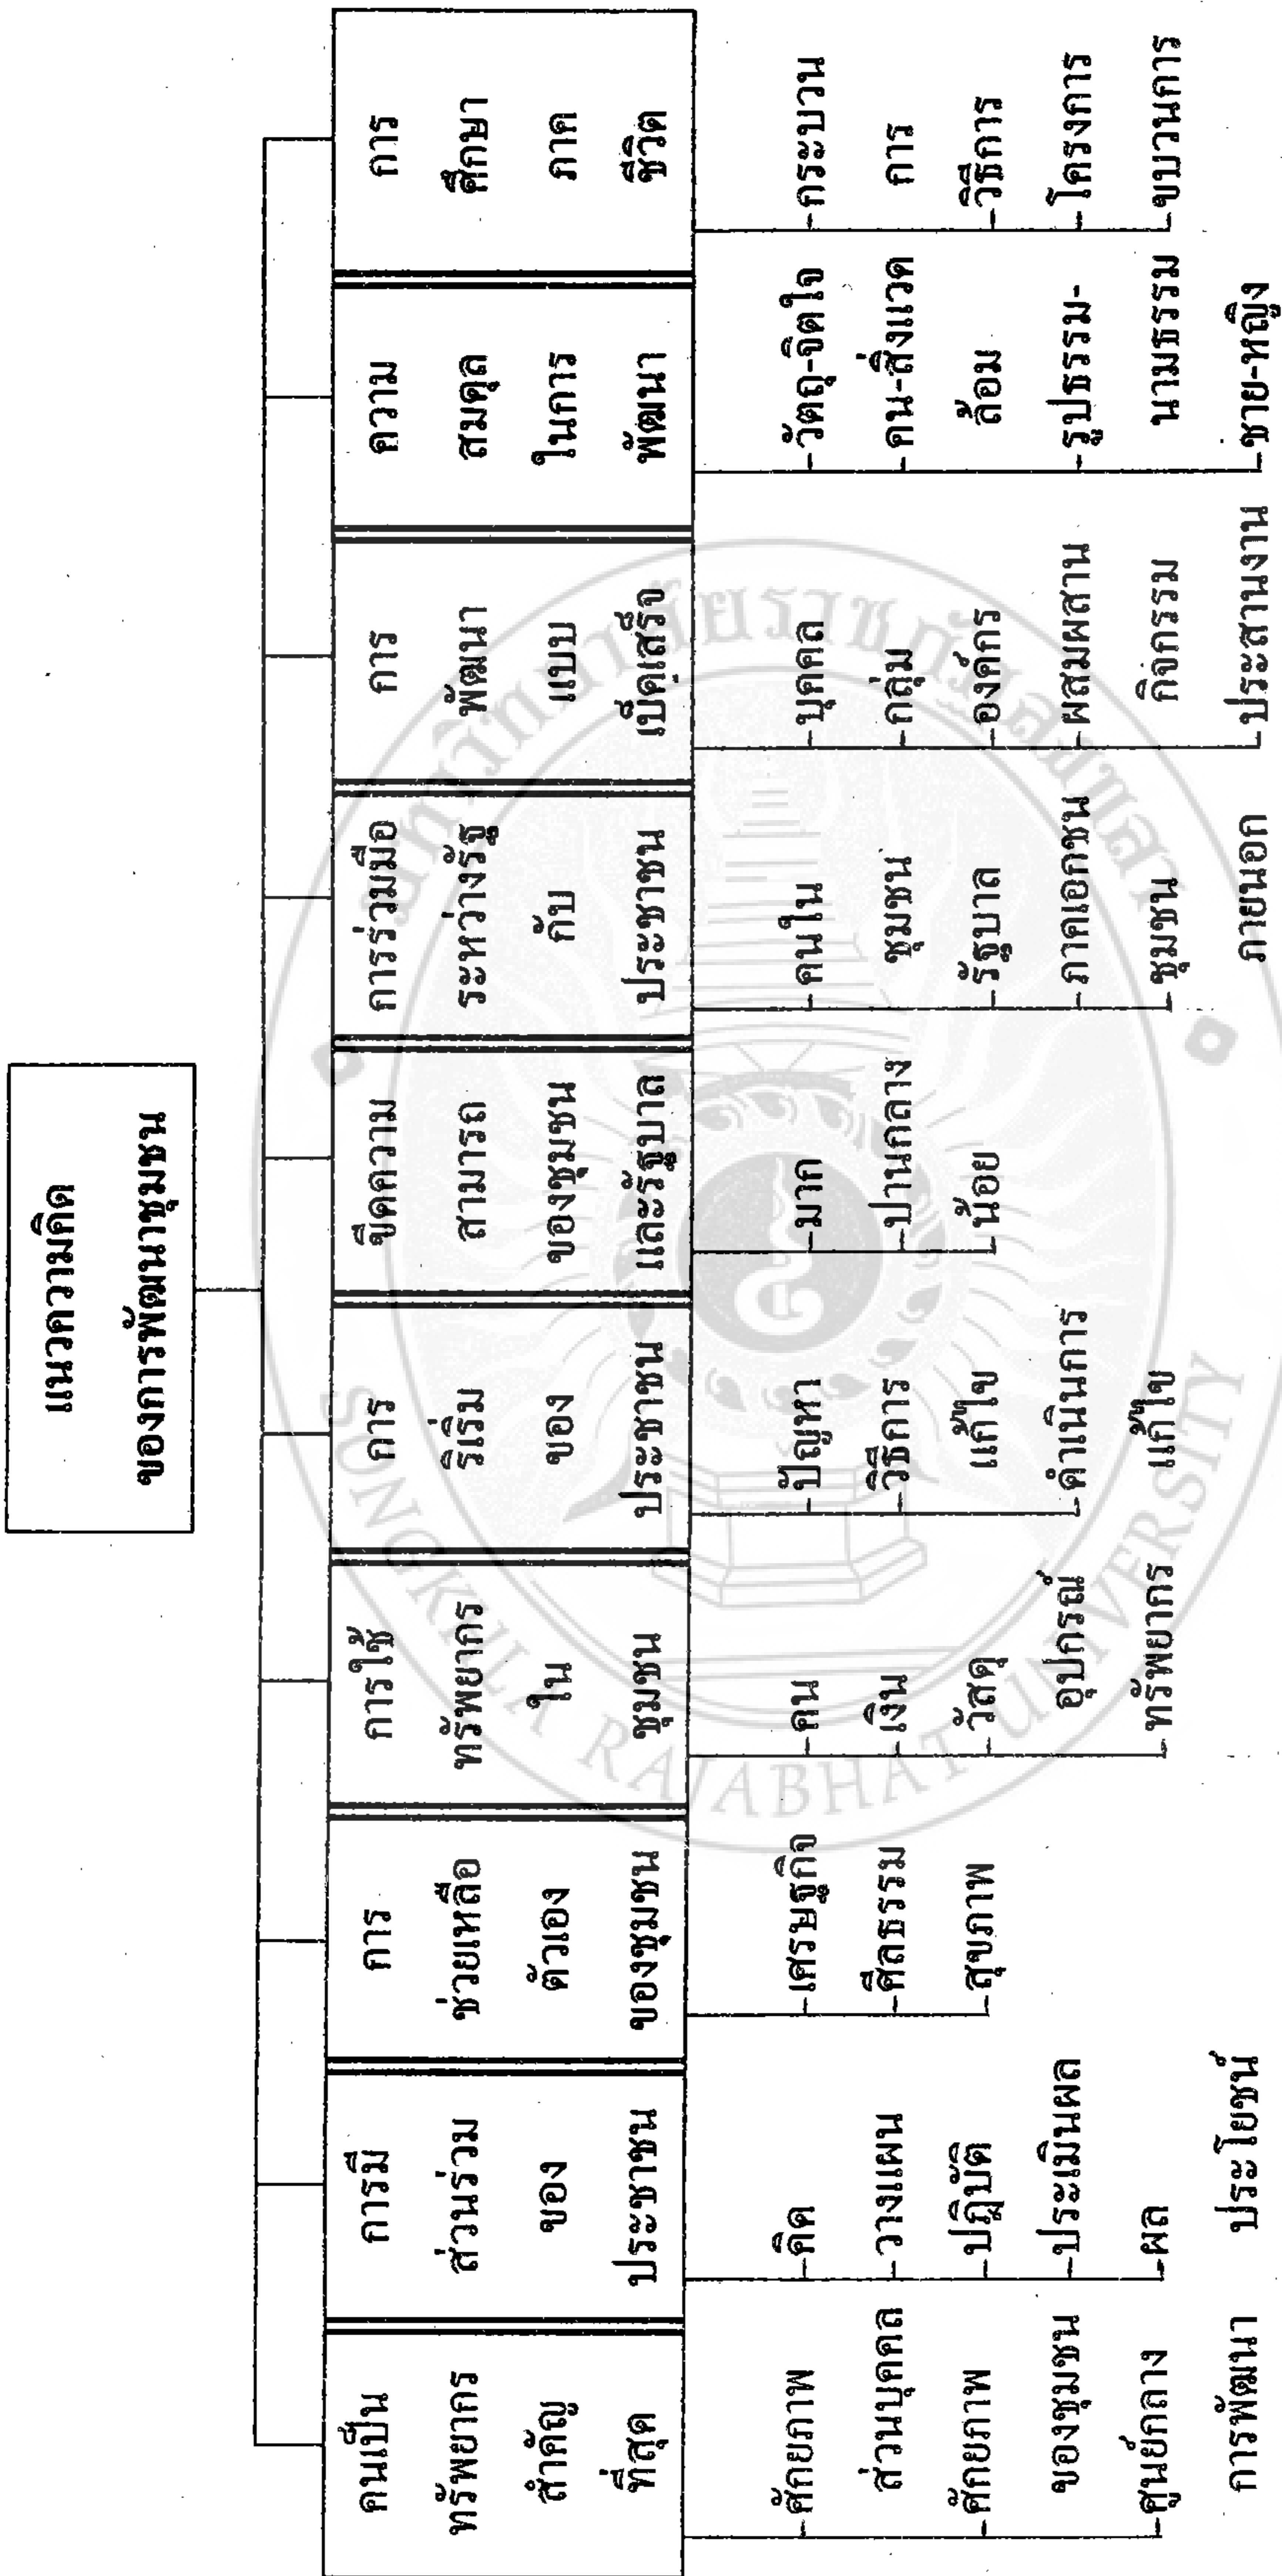 แนวความคิด
ของการพัฒนาชุมชน
คนเป็น
ทรัพยากร
สำคัญ
ที่สุด
-ศักยภาพ
ส่วนบุคคล
-ศักยภาพ
ของชุมชน
-ศูนย์กลาง
การพัฒนา
การมี
ส่วนร่วม
ของ
ประชาชน
-คิด
-วางแผน
-ปฏิบัติ
-ประเมินผล
-ผล
ประโยชน์
การ
ช่วยเหลือ
ตัวเอง
ของชุมชน
-เศรษฐกิจ
-ศีลธรรม
-สุขภาพ
การใช้
ทรัพยากร
ใน
ชุมชน
-คน
-เงิน
-วัสดุ
อุปกรณ์
-ทรัพยากร
การ
ริเริ่ม
ของ
ประชาชน
-ปัญหา
-วิธีการ
แก้ไข
-ดำเนินการ
แก้ไข
ขีดความ
สามารถ
ของชุมชน
และรัฐบาล
-มาก
-ปานกลาง
-น้อย
การร่วมมือ
ระหว่างรัฐ
กับ
ประชาชน
-คนใน
ชุมชน
-รัฐบาล
-ภาคเอกชน
-ชุมชน
ภายนอก
การ
พัฒนา
แบบ
เบ็ดเสร็จ
-บุคคล
-กลุ่ม
-องค์กร
-ผสมผสาน
กิจกรรม
-ประสานงาน
ความ
สมดุล
ในการ
พัฒนา
-วัตถุ-จิตใจ
-คน-สิ่งแวด
ล้อม
-รูปธรรม-
นามธรรม
-ชาย-หญิง
การ
ศึกษา
ภาค
ชีวิต
-กระบวน
การ
-วิธีการ
-โครงการ
-ขบวนการ
มหาวิทยาลัยราชภัฏสงขลา
SONGKHLA RAJABHAT UNIVERSITY